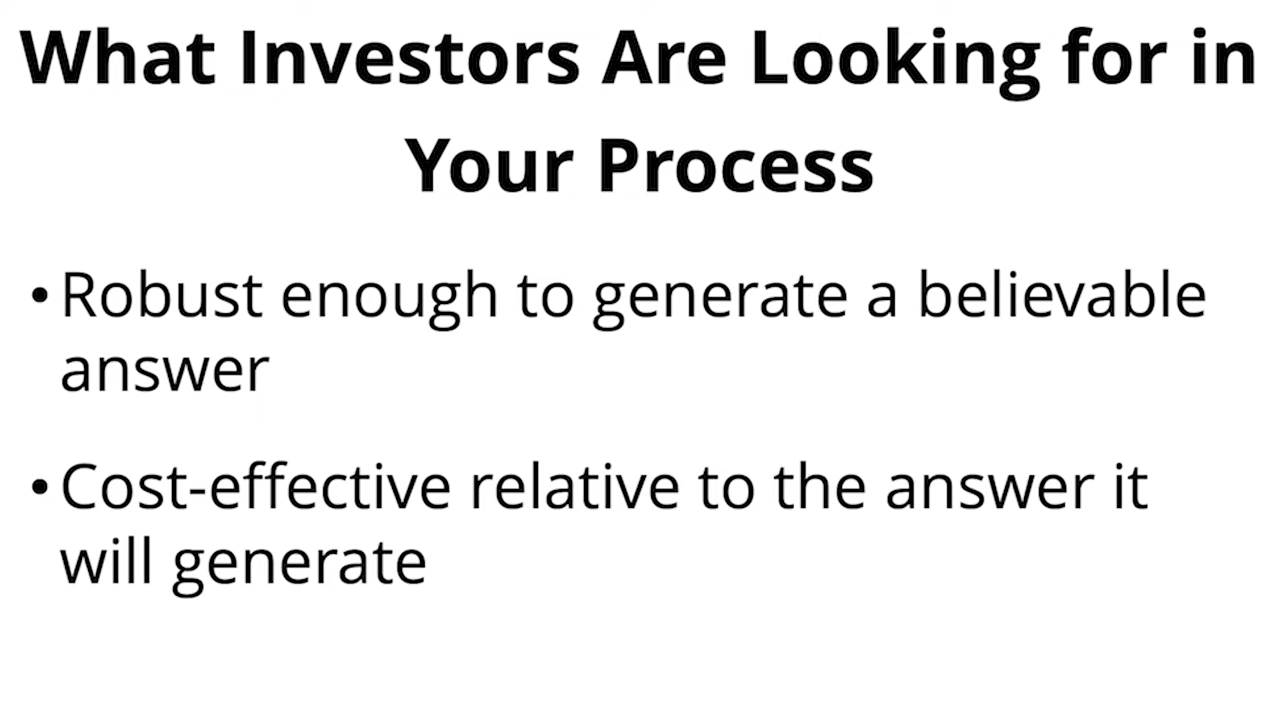 What Investors Are Looking for in
Your Process
• Robust enough to generate a believable
answer
• Cost-effective relative to the answer it
will generate